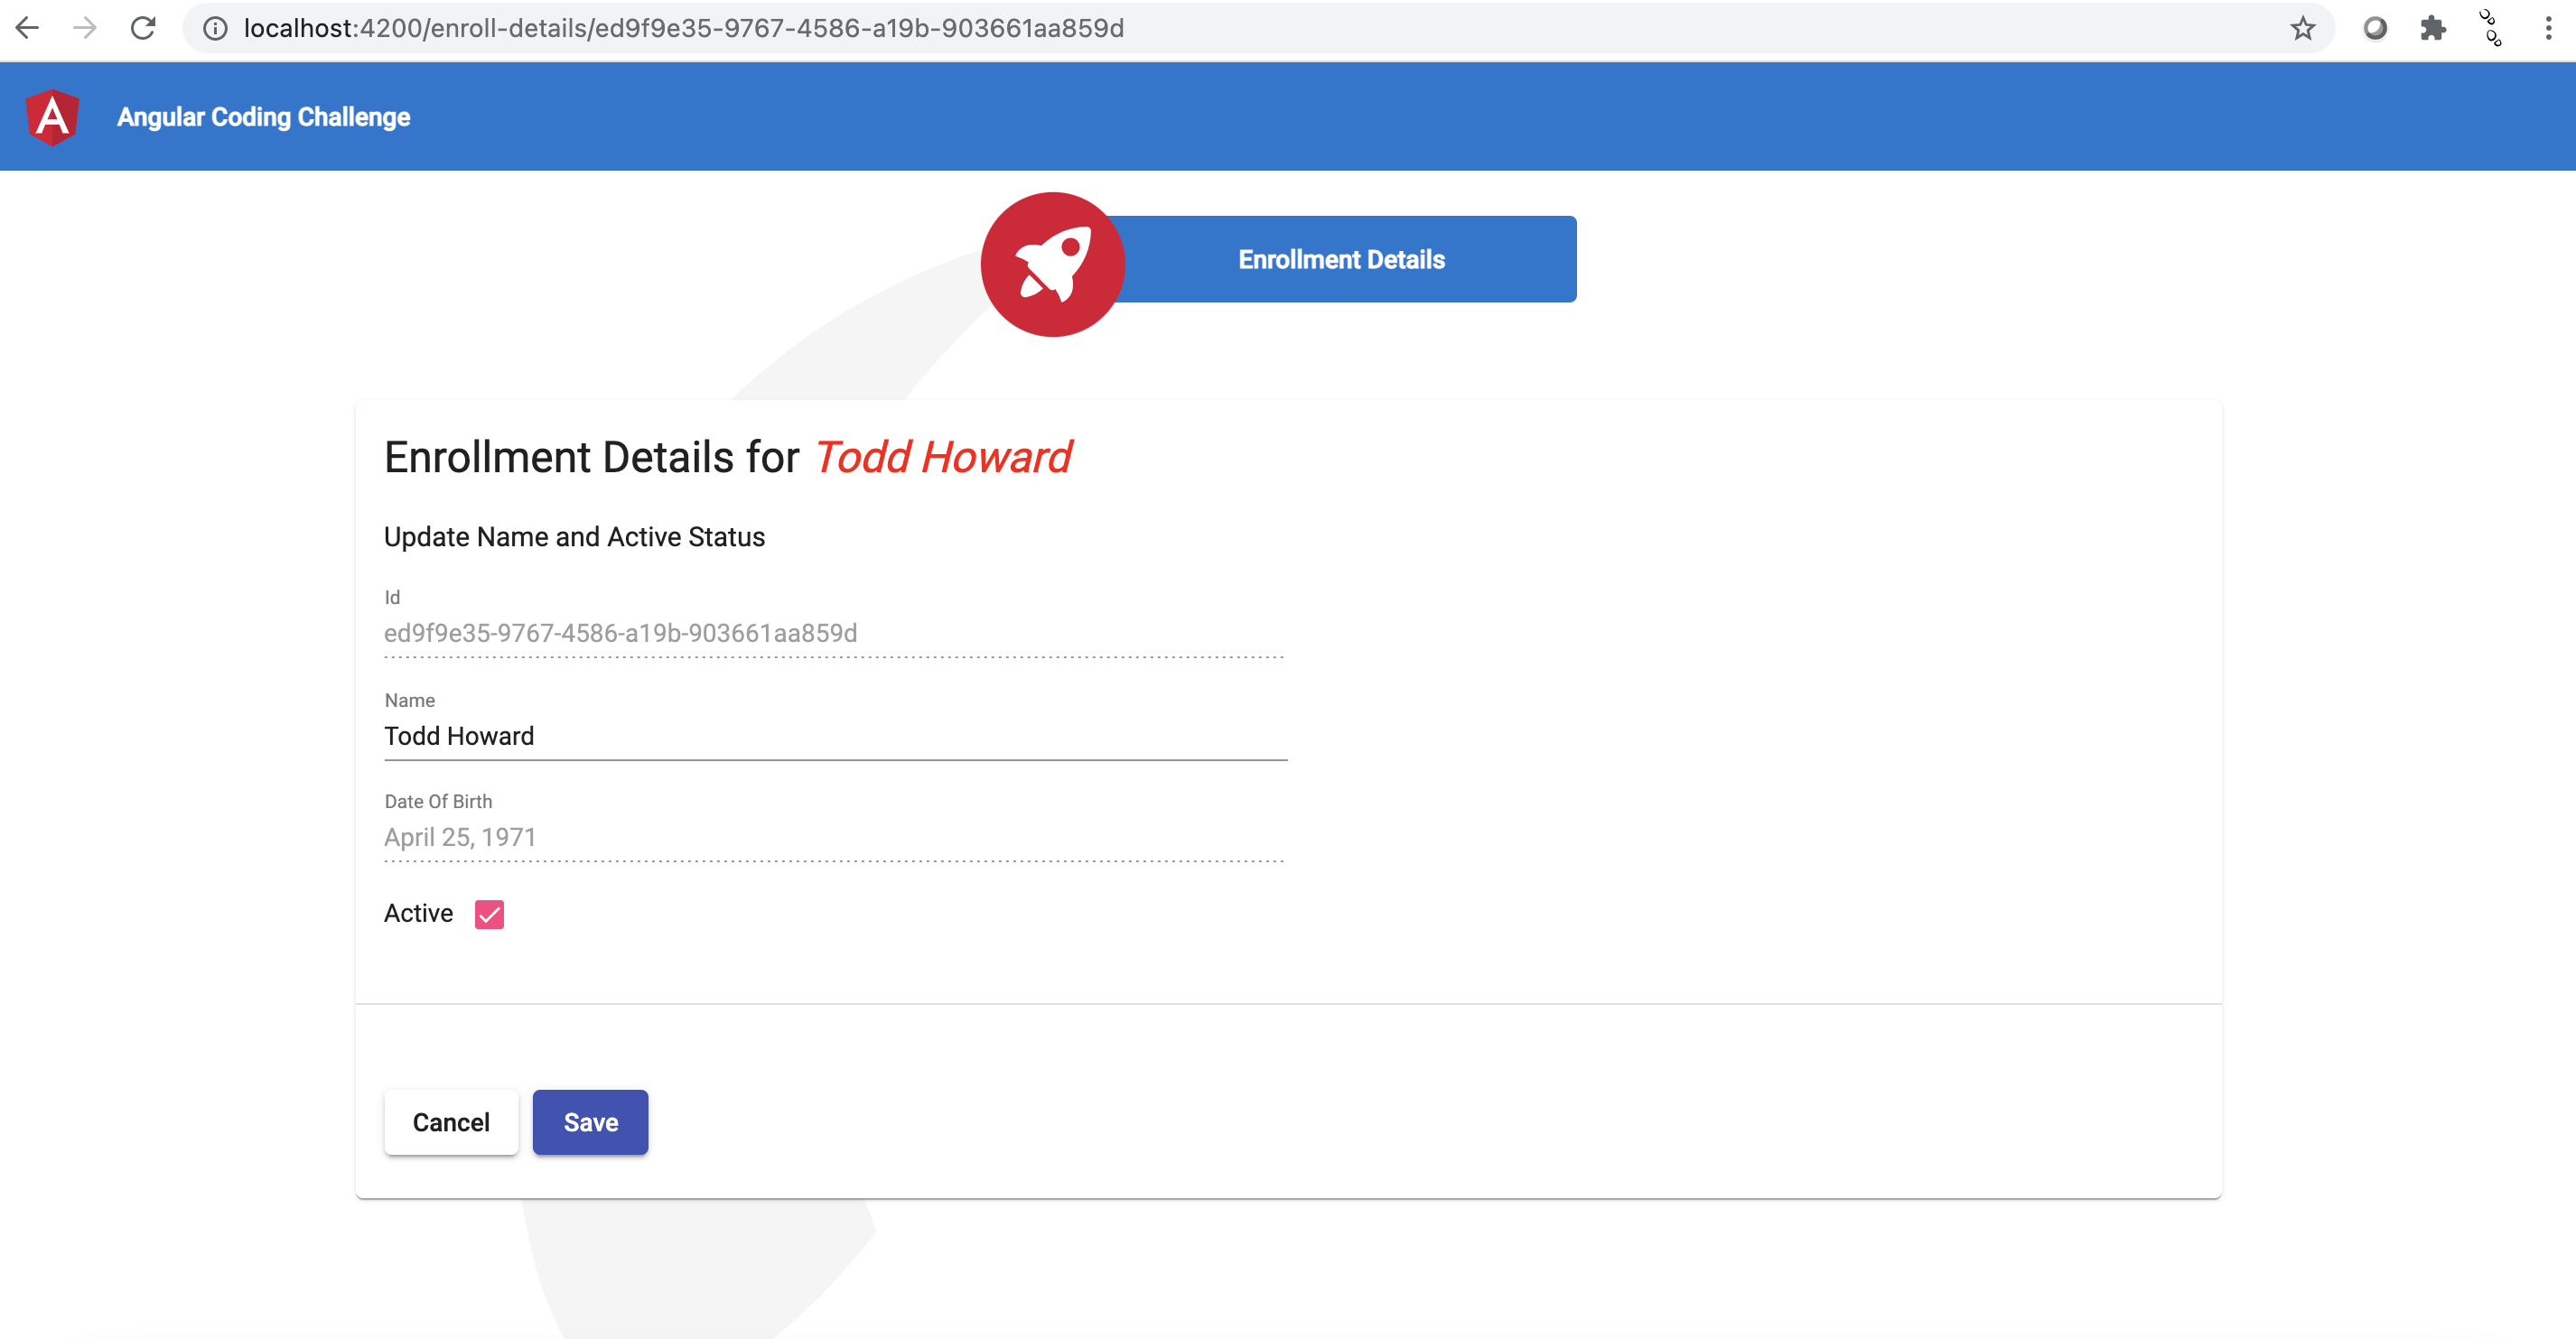 localhost:4200/enroll-details/ed9f9e35-9767-4586-a19b-903661aa859d
Angular Coding Challenge
Enrollment Details
Enrollment Details for Todd Howard
Update Name and Active Status
Id
ed9f9e35-9767-4586-a19b-903661aa859d
Name
Todd Howard
Date Of Birth
April 25, 1971
Active
Cancel Save